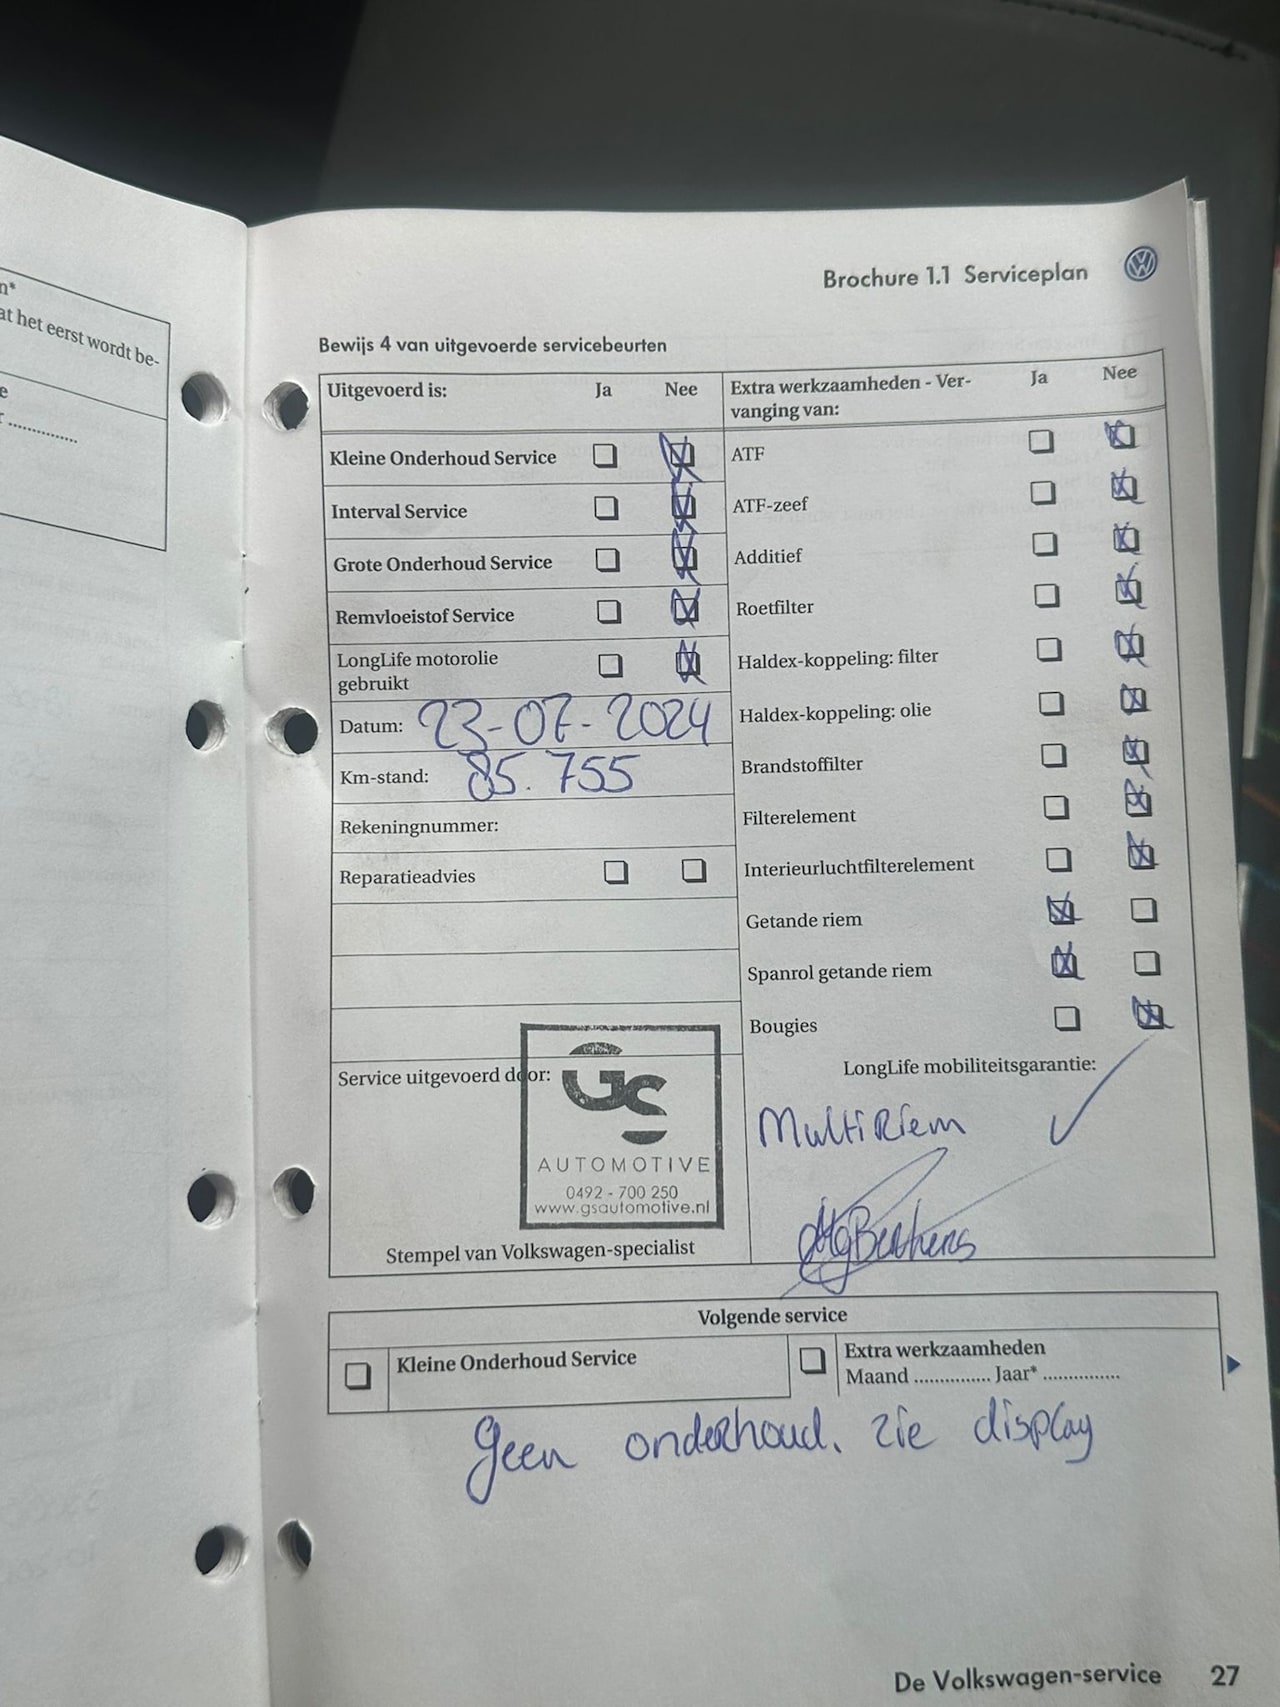 n*
at het eerst wordt be-
e
r ...............
Brochure 1.1 Serviceplan
Bewijs 4 van uitgevoerde servicebeurten
Uitgevoerd is: Ja Nee
Kleine Onderhoud Service
Interval Service
Grote Onderhoud Service
Remvloeistof Service
LongLife motorolie
gebruikt
Datum: 23-07-2024
Km-stand: 85.755
Rekeningnummer:
Reparatieadvies
Service uitgevoerd door:
GS
AUTOMOTIVE
0492 - 700 250
www.gsautomotive.nl
Stempel van Volkswagen-specialist
Extra werkzaamheden - Ver-
vanging van: Ja Nee
ATF
ATF-zeef
Additief
Roetfilter
Haldex-koppeling: filter
Haldex-koppeling: olie
Brandstoffilter
Filterelement
Interieurluchtfilterelement
Getande riem
Spanrol getande riem
Bougies
LongLife mobiliteitsgarantie:
Multi Riem
Volgende service
Kleine Onderhoud Service
Extra werkzaamheden
Maand ............... Jaar* ...............
Geen onderhoud. zie display
De Volkswagen-service 27